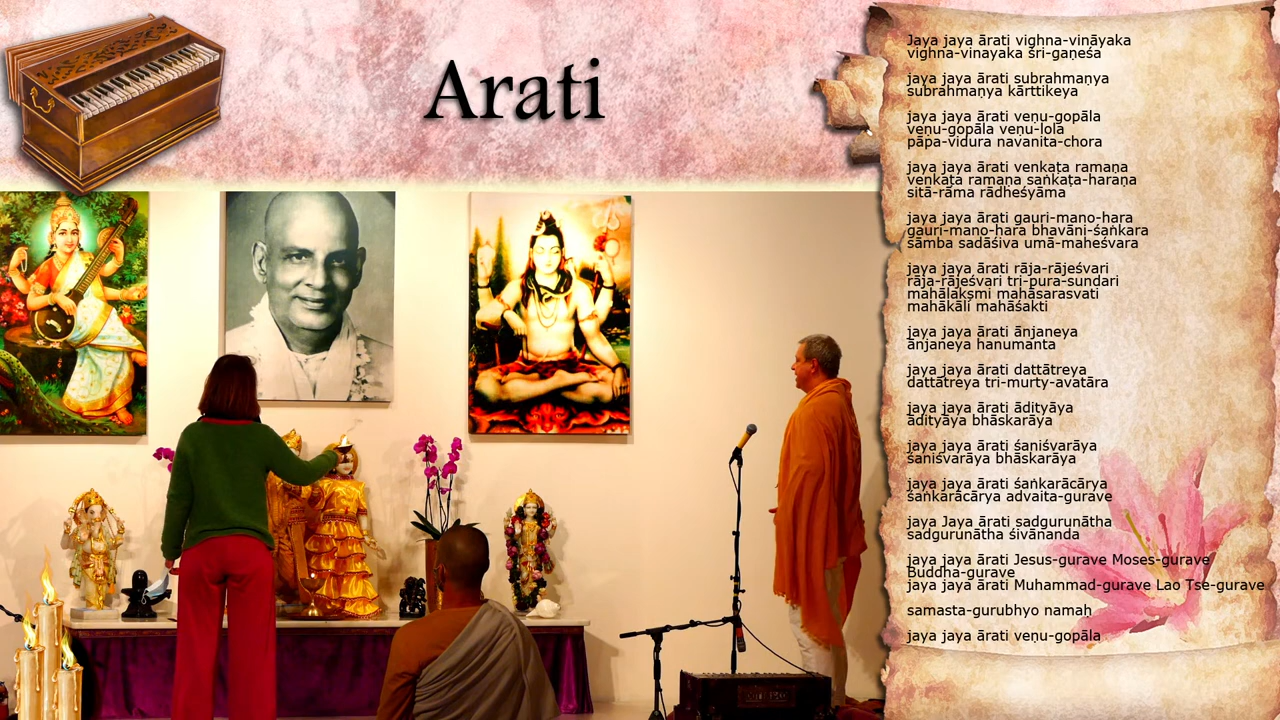 Arati
Jaya jaya ārati vighna-vināyaka
vighna-vinayaka śri-gaṇeśa
jaya jaya ārati subrahmaṇya
subrahmaṇya kārttikeya
jaya jaya ārati veṇu-gopāla
veṇu-gopāla veṇu-lola
pāpa-vidura navanita-chora
jaya jaya ārati venkaṭa ramaṇa
venkaṭa ramaṇa saṅkaṭa-haraṇa
sitā-rāma rādheśyāma
jaya jaya ārati gauri-mano-hara
gauri-mano-hara bhavāni-śaṅkara
sāmba sadāśiva umā-maheśvara
jaya jaya ārati rāja-rājeśvari
rāja-rājeśvari tri-pura-sundari
mahālakṣmi mahāsarasvati
mahākāli mahāśakti
jaya jaya ārati ānjaneya
ānjaneya hanumanta
jaya jaya ārati dattātreya
dattātreya tri-murty-avatāra
jaya jaya ārati ādityāya
ādityāya bhāskarāya
jaya jaya ārati śaniśvarāya
śaniśvarāya bhāskarāya
jaya jaya ārati śaṅkarācārya
śaṅkarācārya advaita-gurave
jaya Jaya ārati sadgurunātha
sadgurunātha śivānanda
jaya jaya ārati Jesus-gurave Moses-gurave
Buddha-gurave
jaya jaya ārati Muhammad-gurave Lao Tse-gurave
samasta-gurubhyo namaḥ
jaya jaya ārati veṇu-gopāla